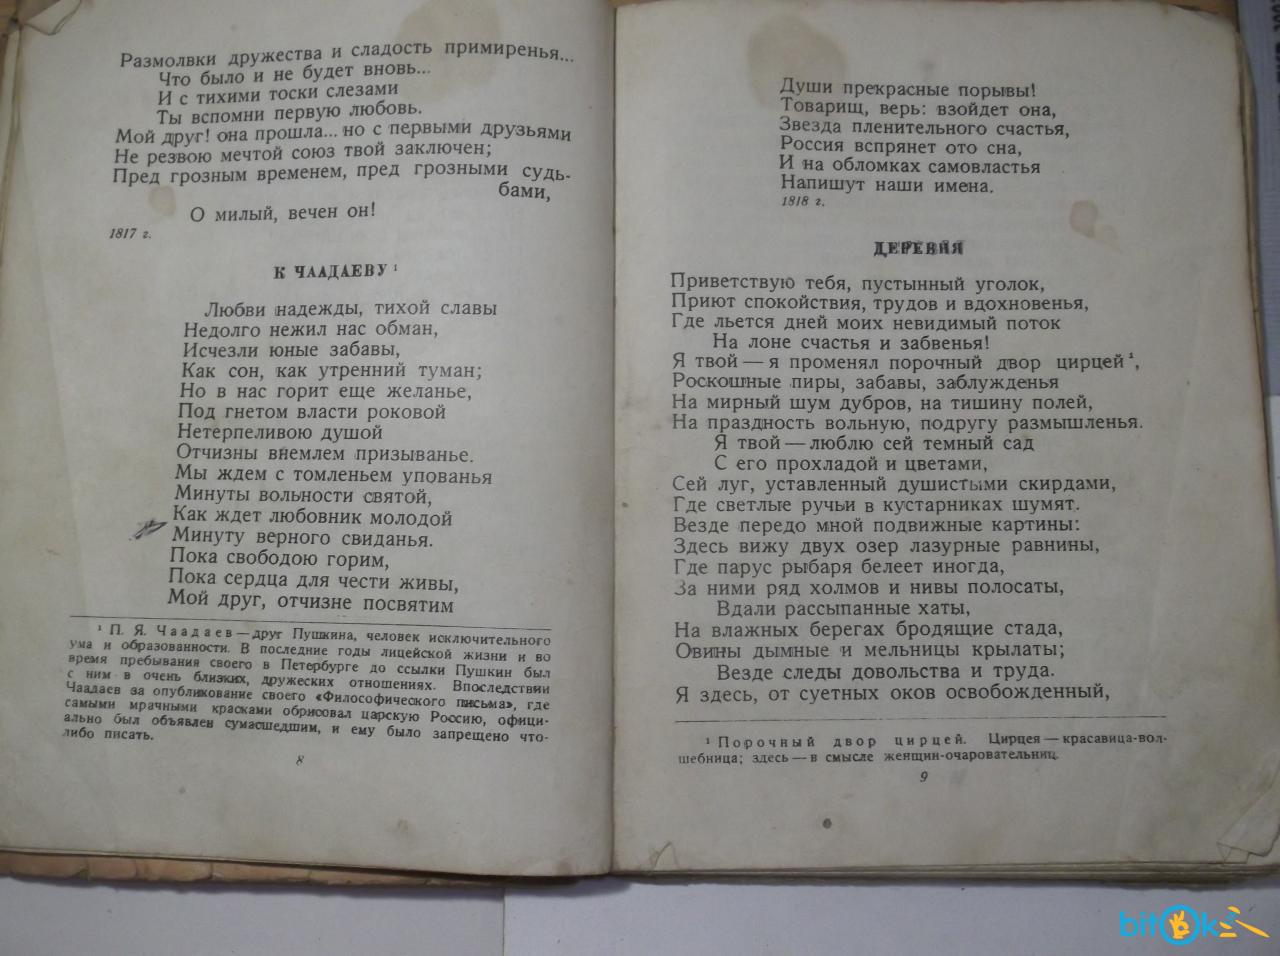 Размолвки дружества и сладость примиренья...
Что было и не будет вновь...
И с тихими тоски слезами
Ты вспомни первую любовь.
Мой друг! она прошла... но с первыми друзьями
Не резвою мечтой союз твой заключен;
Пред грозным временем, пред грозными судь-
бами,
О милый, вечен он!
1817 г.
К ЧААДАЕВУ ¹
Любви надежды, тихой славы
Недолго нежил нас обман,
Исчезли юные забавы,
Как сон, как утренний туман;
Но в нас горит еще желанье,
Под гнетом власти роковой
Нетерпеливою душой
Отчизны внемлем призыванье.
Мы ждем с томленьем упованья
Минуты вольности святой,
Как ждет любовник молодой
Минуту верного свиданья.
Пока свободою горим,
Пока сердца для чести живы,
Мой друг, отчизне посвятим
¹ П. Я. Чаадаев — друг Пушкина, человек исключительного
ума и образованности. В последние годы лицейской жизни и во
время пребывания своего в Петербурге до ссылки Пушкин был
с ним в очень близких, дружеских отношениях. Впоследствии
Чаадаев за опубликование своего «Философического письма», где
самыми мрачными красками обрисовал царскую Россию, офици-
ально был объявлен сумасшедшим, и ему было запрещено что-
либо писать.
8
Души прекрасные порывы!
Товарищ, верь: взойдет она,
Звезда пленительного счастья,
Россия вспрянет ото сна,
И на обломках самовластья
Напишут наши имена.
1818 г.
ДЕРЕВНЯ
Приветствую тебя, пустынный уголок,
Приют спокойствия, трудов и вдохновенья,
Где льется дней моих невидимый поток
На лоне счастья и забвенья!
Я твой — я променял порочный двор цирцей ¹,
Роскошные пиры, забавы, заблужденья
На мирный шум дубров, на тишину полей,
На праздность вольную, подругу размышленья.
Я твой — люблю сей темный сад
С его прохладой и цветами,
Сей луг, уставленный душистыми скирдами,
Где светлые ручьи в кустарниках шумят.
Везде передо мной подвижные картины:
Здесь вижу двух озер лазурные равнины,
Где парус рыбаря белеет иногда,
За ними ряд холмов и нивы полосаты,
Вдали рассыпанные хаты,
На влажных берегах бродящие стада,
Овины дымные и мельницы крылаты;
Везде следы довольства и труда.
Я здесь, от суетных оков освобожденный,
¹ Порочный двор цирцей. Цирцея — красавица-вол-
шебница; здесь — в смысле женщин-очаровательниц.
9